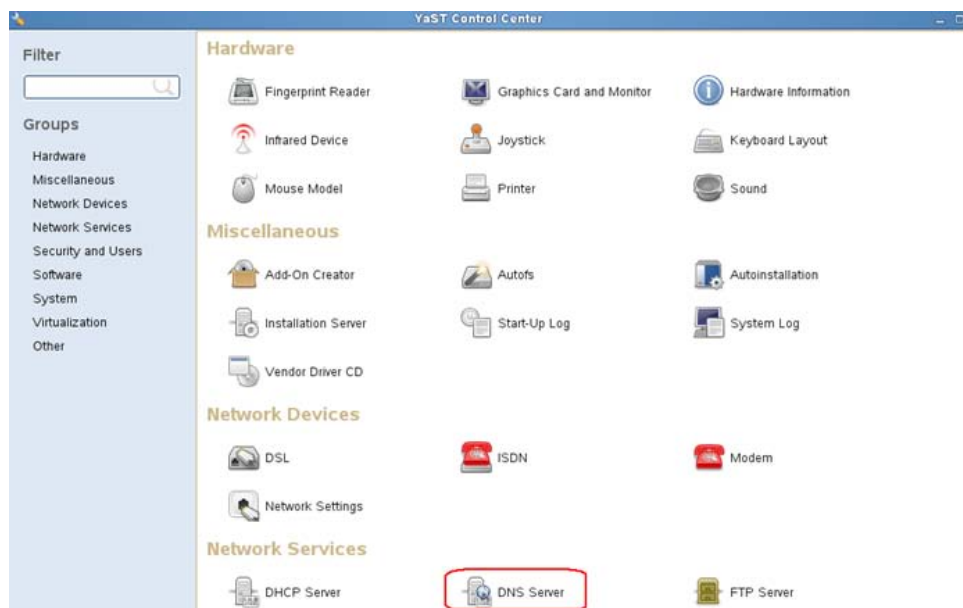 YaST Control Center
Filter
Groups
Hardware
Miscellaneous
Network Devices
Network Services
Security and Users
Software
System
Virtualization
Other
Hardware
Fingerprint Reader
Graphics Card and Monitor
Hardware Information
Infrared Device
Joystick
Keyboard Layout
Mouse Model
Printer
Sound
Miscellaneous
Add-On Creator
Autofs
Autoinstallation
Installation Server
Start-Up Log
System Log
Vendor Driver CD
Network Devices
DSL
ISDN
Modem
Network Settings
Network Services
DHCP Server
DNS Server
FTP Server